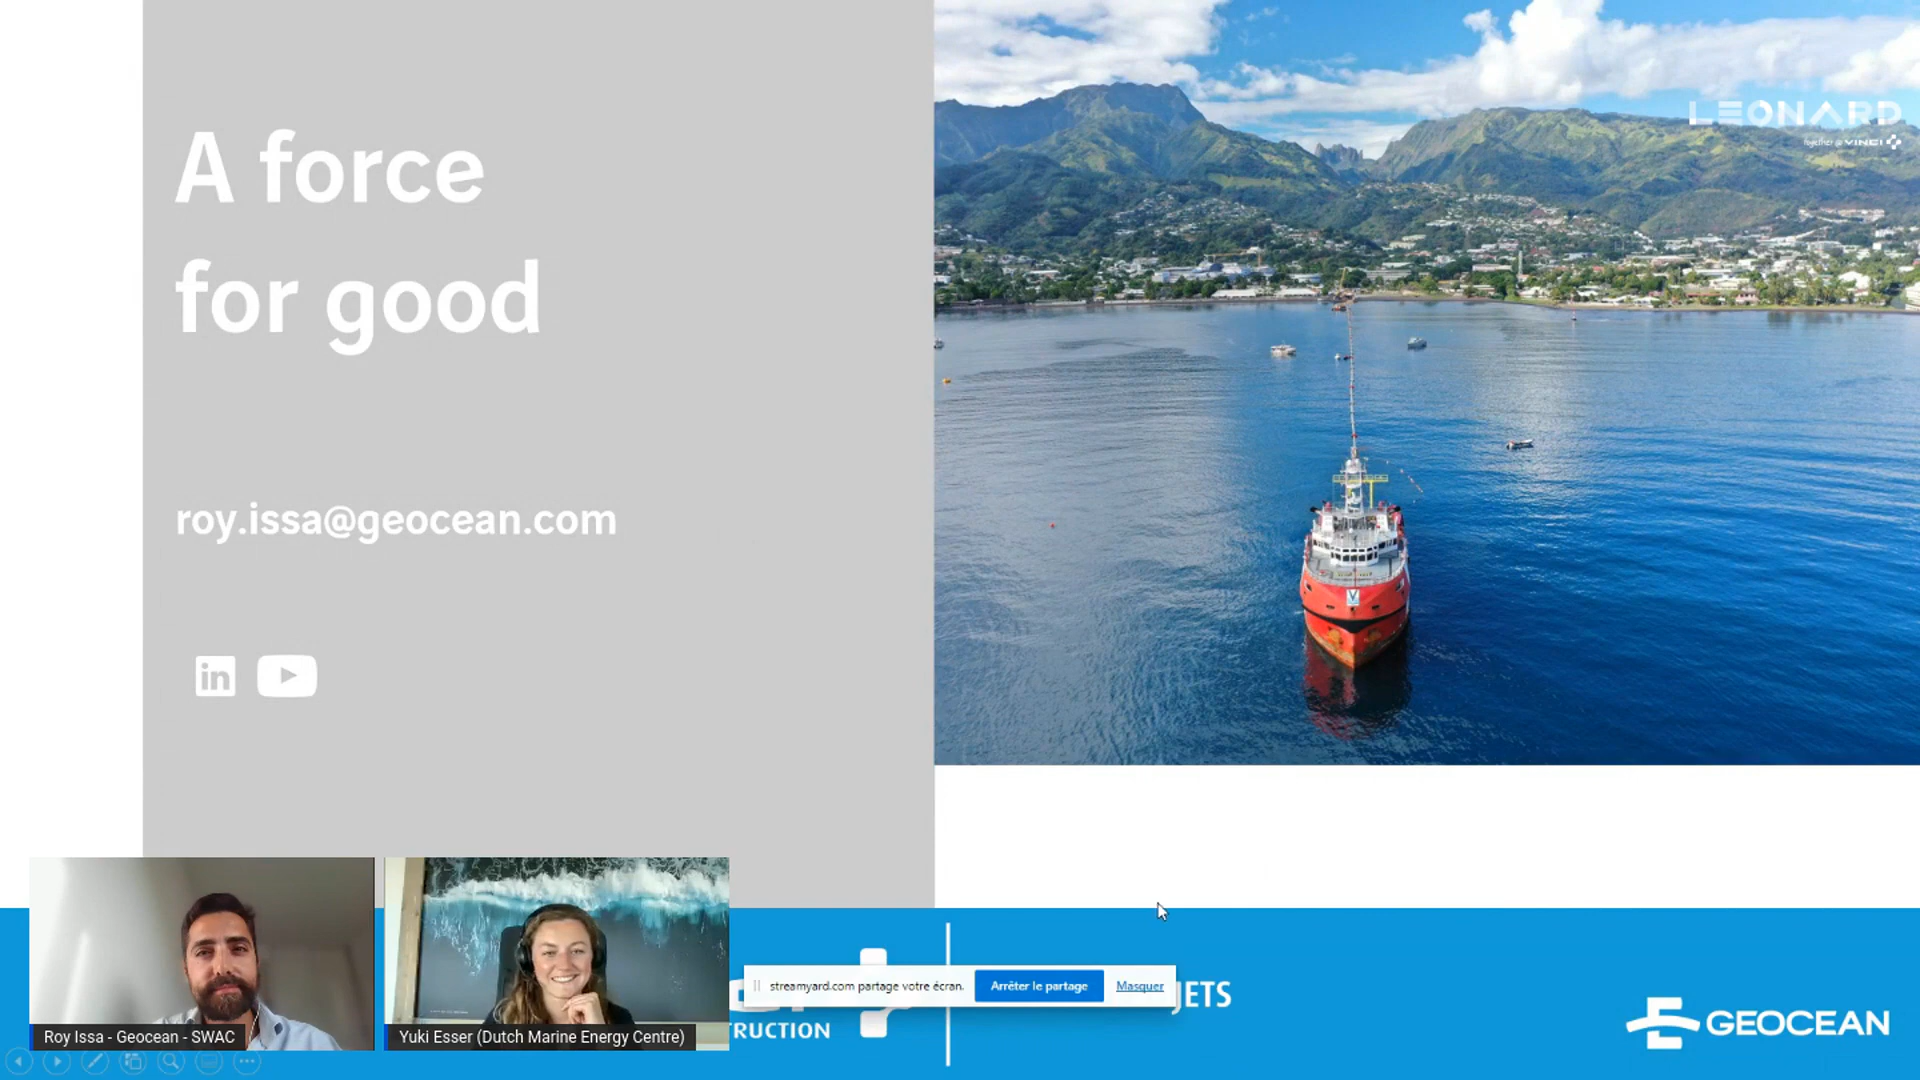 A force
for good
roy.issa@geocean.com
in
LEONARD
together @ VINCI
streamyard.com partage votre écran.
Arrêter le partage
Masquer
JETS
TRUCTION
GEOCEAN
Roy Issa - Geocean - SWAC
Yuki Esser (Dutch Marine Energy Centre)